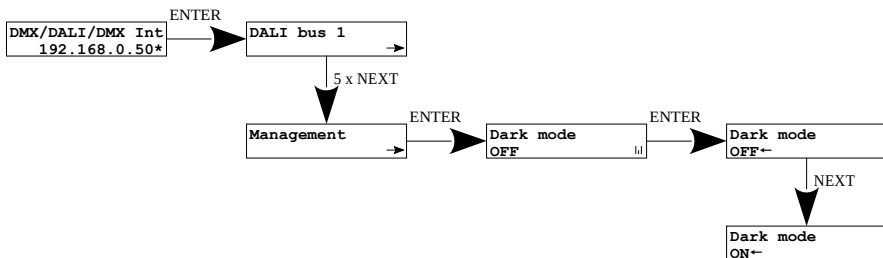 ENTER
DMX/DALI/DMX Int
192.168.0.50*
DALI bus 1
5 x NEXT
Management
ENTER
Dark mode
OFF
ENTER
Dark mode
OFF←
NEXT
Dark mode
ON←